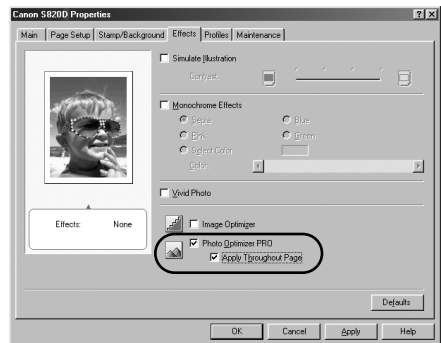 Canon S820D Properties
Main Page Setup Stamp/Background Effects Profiles Maintenance
Simulate Illustration
Contrast:
Monochrome Effects
Sepia Blue
Pink Green
Select Color
Color:
Vivid Photo
Effects: None
Image Optimizer
Photo Optimizer PRO
Apply Throughout Page
Defaults
OK Cancel Apply Help